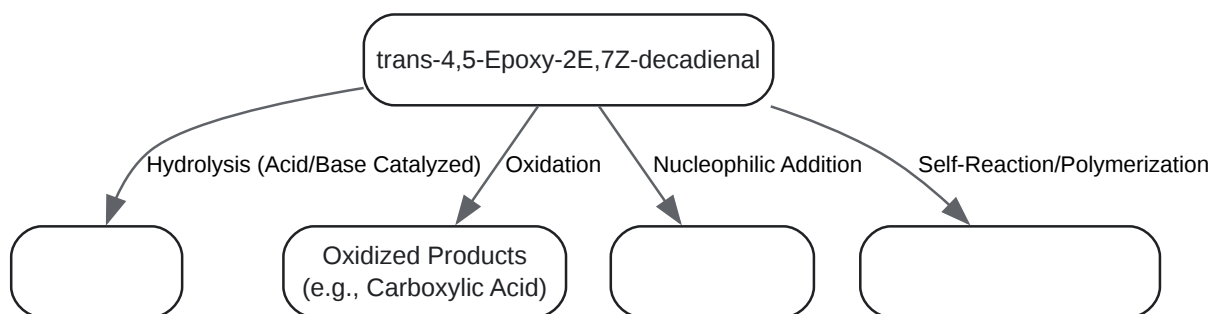 trans-4,5-Epoxy-2E,7Z-decadienal
Hydrolysis (Acid/Base Catalyzed)
Oxidation
Nucleophilic Addition
Self-Reaction/Polymerization
Oxidized Products
(e.g., Carboxylic Acid)